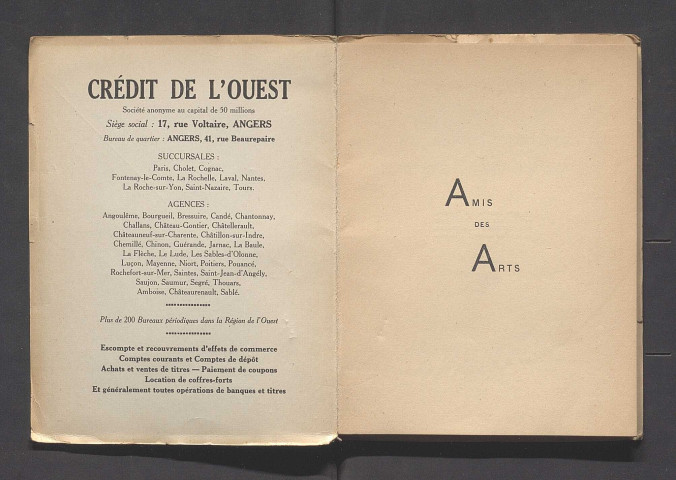 CRÉDIT DE L'OUEST
Société anonyme au capital de 50 millions
Siège social : 17, rue Voltaire, ANGERS
Bureau de quartier : ANGERS, 41, rue Beaurepaire
SUCCURSALES :
Paris, Cholet, Cognac,
Fontenay-le-Comte, La Rochelle, Laval, Nantes,
La Roche-sur-Yon, Saint-Nazaire, Tours.
AGENCES :
Angoulême, Bourgueil, Bressuire, Candé, Chantonnay,
Challans, Château-Gontier, Châtellerault,
Châteauneuf-sur-Charente, Châtillon-sur-Indre,
Chemillé, Chinon, Guérande, Jarnac, La Baule,
La Flèche, Le Lude, Les Sables-d'Olonne,
Luçon, Mayenne, Niort, Poitiers, Pouancé,
Rochefort-sur-Mer, Saintes, Saint-Jean-d'Angély,
Saujon, Saumur, Segré, Thouars,
Amboise, Châteaurenault, Sablé.
Plus de 200 Bureaux périodiques dans la Région de l'Ouest
Escompte et recouvrements d'effets de commerce
Comptes courants et Comptes de dépôt
Achats et ventes de titres — Paiement de coupons
Location de coffres-forts
Et généralement toutes opérations de banques et titres
AMIS
DES
ARTS